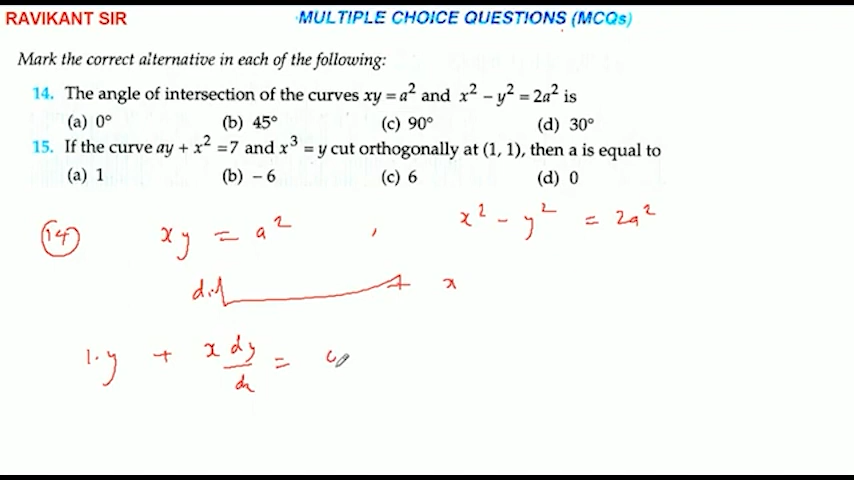 RAVIKANT SIR MULTIPLE CHOICE QUESTIONS (MCQs)
Mark the correct alternative in each of the following:
14. The angle of intersection of the curves xy = a² and x² – y² = 2a² is
(a) 0° (b) 45° (c) 90° (d) 30°
15. If the curve ay + x² =7 and x³ = y cut orthogonally at (1, 1), then a is equal to
(a) 1 (b) – 6 (c) 6 (d) 0
(14) xy = a² , x² – y² = 2a²
x
1.y + x dy/dx =